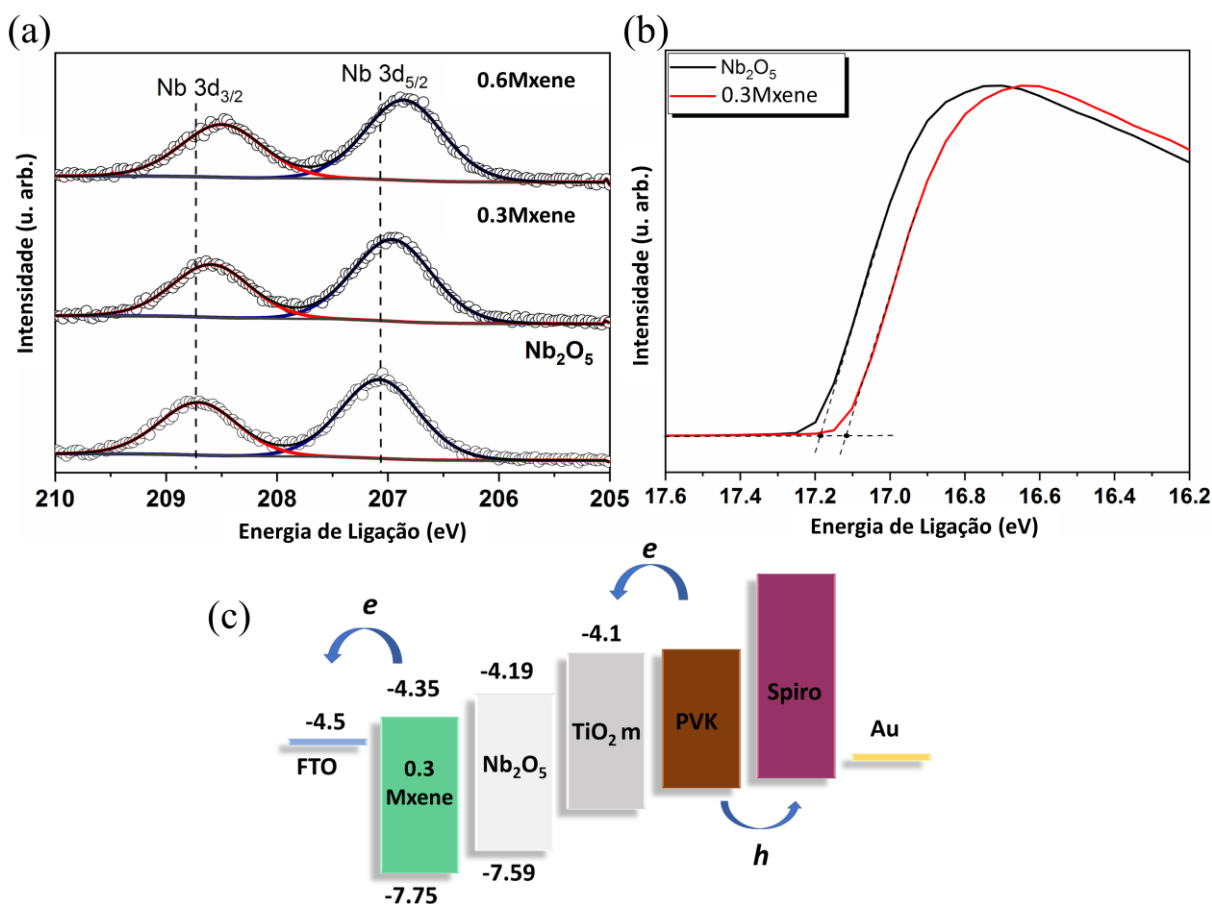 (a)
Nb 3d3/2
Nb 3d5/2
0.6Mxene
0.3Mxene
Nb2O5
Intensidade (u. arb.)
210 209 208 207 206 205
Energia de Ligação (eV)
(b)
Nb2O5
0.3Mxene
Intensidade (u. arb.)
17.6 17.4 17.2 17.0 16.8 16.6 16.4 16.2
Energia de Ligação (eV)
(c)
e
e
-4.1
-4.19
-4.35
-4.5
FTO
0.3
Mxene
Nb2O5
TiO2 m
PVK
Spiro
Au
h
-7.59
-7.75